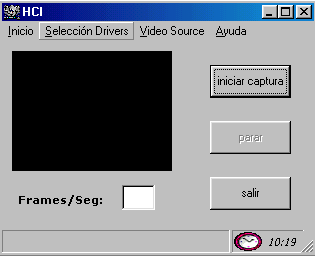 HCI
Inicio Selección Drivers Video Source Ayuda
iniciar captura
parar
Frames/Seg:
salir
10:19